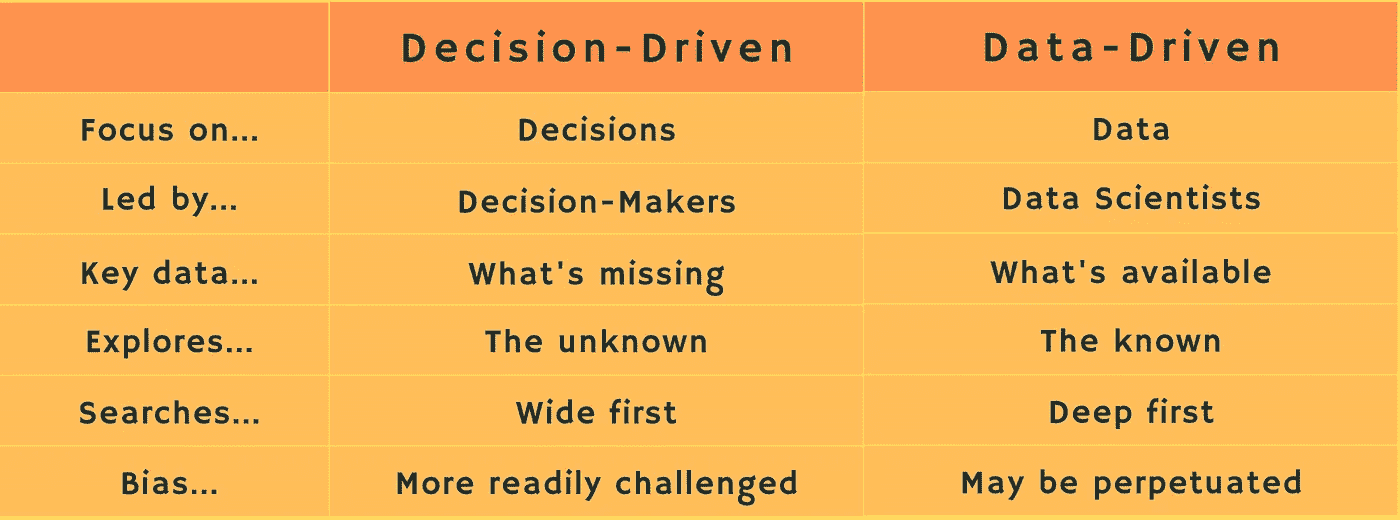 Decision-Driven Data-Driven
Focus on... Decisions Data
Led by... Decision-Makers Data Scientists
Key data... What's missing What's available
Explores... The unknown The known
Searches... Wide first Deep first
Bias... More readily challenged May be perpetuated